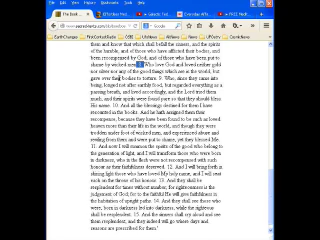 them and know that which shall befall the sinners, and the spirits
of the humble, and of those who have afflicted their bodies, and
been recompensed by God, and of those who have been put to
shame by wicked men: Who love God and loved neither gold
nor silver nor any of the good things which are in the world, but
gave over their bodies to torture. 9. Who, since they came into
being, longed not after earthly food, but regarded everything as a
passing breath, and lived accordingly, and the Lord tried them
much, and their spirits were found pure so that they should bless
His name. 10. And all the blessings destined for them I have
recounted in the books. And he hath assigned them their
recompense, because they have been found to be such as loved
heaven more than their life in the world, and though they were
trodden under foot of wicked men, and experienced abuse and
reviling from them and were put to shame, yet they blessed Me.
11. And now I will summon the spirits of the good who belong to
the generation of light, and I will transform those who were born
in darkness, who in the flesh were not recompensed with such
honour as their faithfulness deserved. 12. And I will bring forth in
shining light those who have loved My holy name, and I will seat
each on the throne of his honour. 13. And they shall be
resplendent for times without number; for righteousness is the
judgement of God; for to the faithful He will give faithfulness in
the habitation of upright paths. 14. And they shall see those who
were, born in darkness led into darkness, while the righteous
shall be resplendent. 15. And the sinners shall cry aloud and see
them resplendent, and they indeed will go where days and
seasons are prescribed for them.'